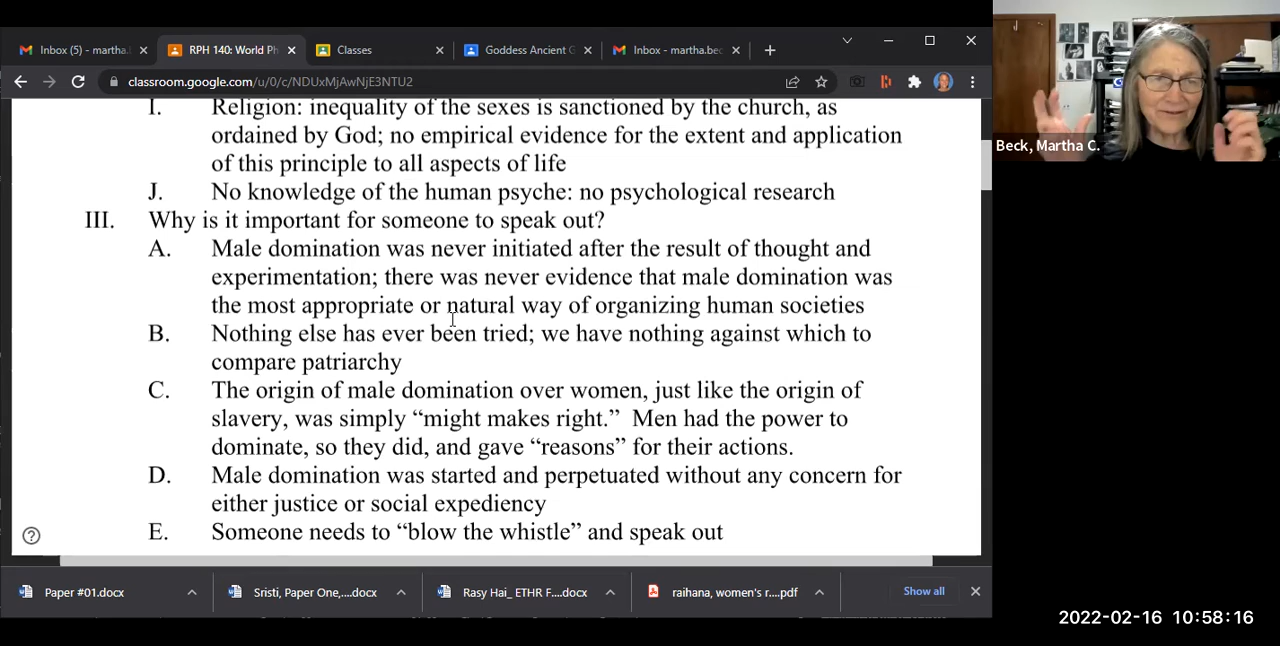 Inbox (5) - martha.
RPH 140: World Ph
Classes
Goddess Ancient G
Inbox - martha.bec
classroom.google.com/u/0/c/NDUxMjAwNjE3NTU2
I. Religion: inequality of the sexes is sanctioned by the church, as
ordained by God; no empirical evidence for the extent and application
of this principle to all aspects of life
J. No knowledge of the human psyche: no psychological research
III. Why is it important for someone to speak out?
A. Male domination was never initiated after the result of thought and
experimentation; there was never evidence that male domination was
the most appropriate or natural way of organizing human societies
B. Nothing else has ever been tried; we have nothing against which to
compare patriarchy
C. The origin of male domination over women, just like the origin of
slavery, was simply “might makes right.” Men had the power to
dominate, so they did, and gave “reasons” for their actions.
D. Male domination was started and perpetuated without any concern for
either justice or social expediency
E. Someone needs to “blow the whistle” and speak out
Paper #01.docx
Sristi, Paper One,....docx
Rasy Hai_ ETHR F....docx
raihana, women's r....pdf
Show all
Beck, Martha C.
2022-02-16 10:58:16